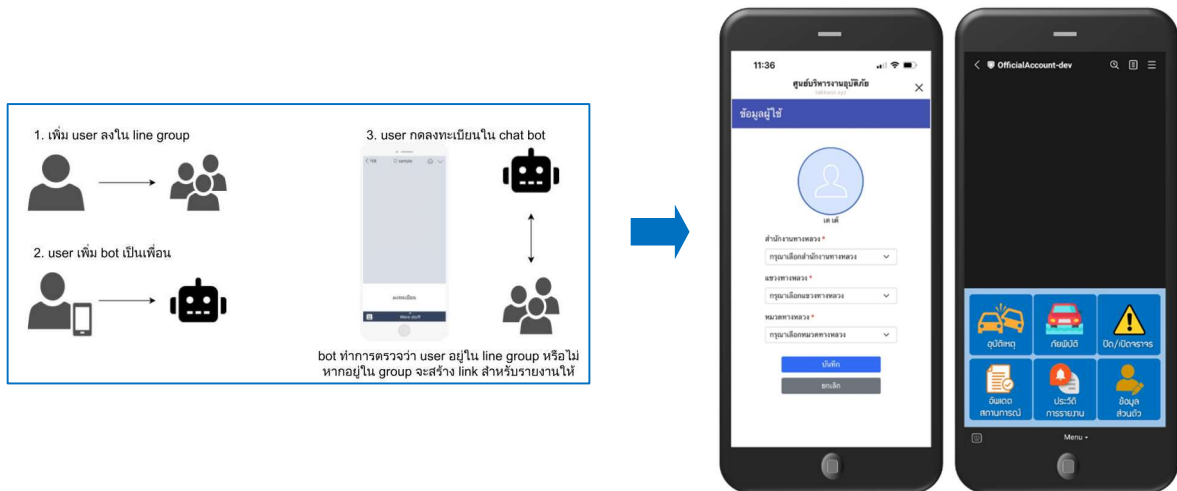 1. เพิ่ม user ลงใน line group
2. user เพิ่ม bot เป็นเพื่อน
3. user กดลงทะเบียนใน chat bot
sample
ลงทะเบียน
bot ทำการตรวจว่า user อยู่ใน line group หรือไม่
หากอยู่ใน group จะสร้าง link สำหรับรายงานให้
11:36
ศูนย์บริหารงานอุบัติภัย
ข้อมูลผู้ใช้
เต เต้
สำนักงานทางหลวง *
กรุณาเลือกสำนักงานทางหลวง
แขวงทางหลวง *
กรุณาเลือกแขวงทางหลวง
หมวดทางหลวง *
กรุณาเลือกหมวดทางหลวง
บันทึก
ยกเลิก
OfficialAccount-dev
อุบัติเหตุ
ภัยพิบัติ
ปิด/เปิดจราจร
อัพเดต
สถานการณ์
ประวัติ
การรายงาน
ข้อมูล
ส่วนตัว
Menu